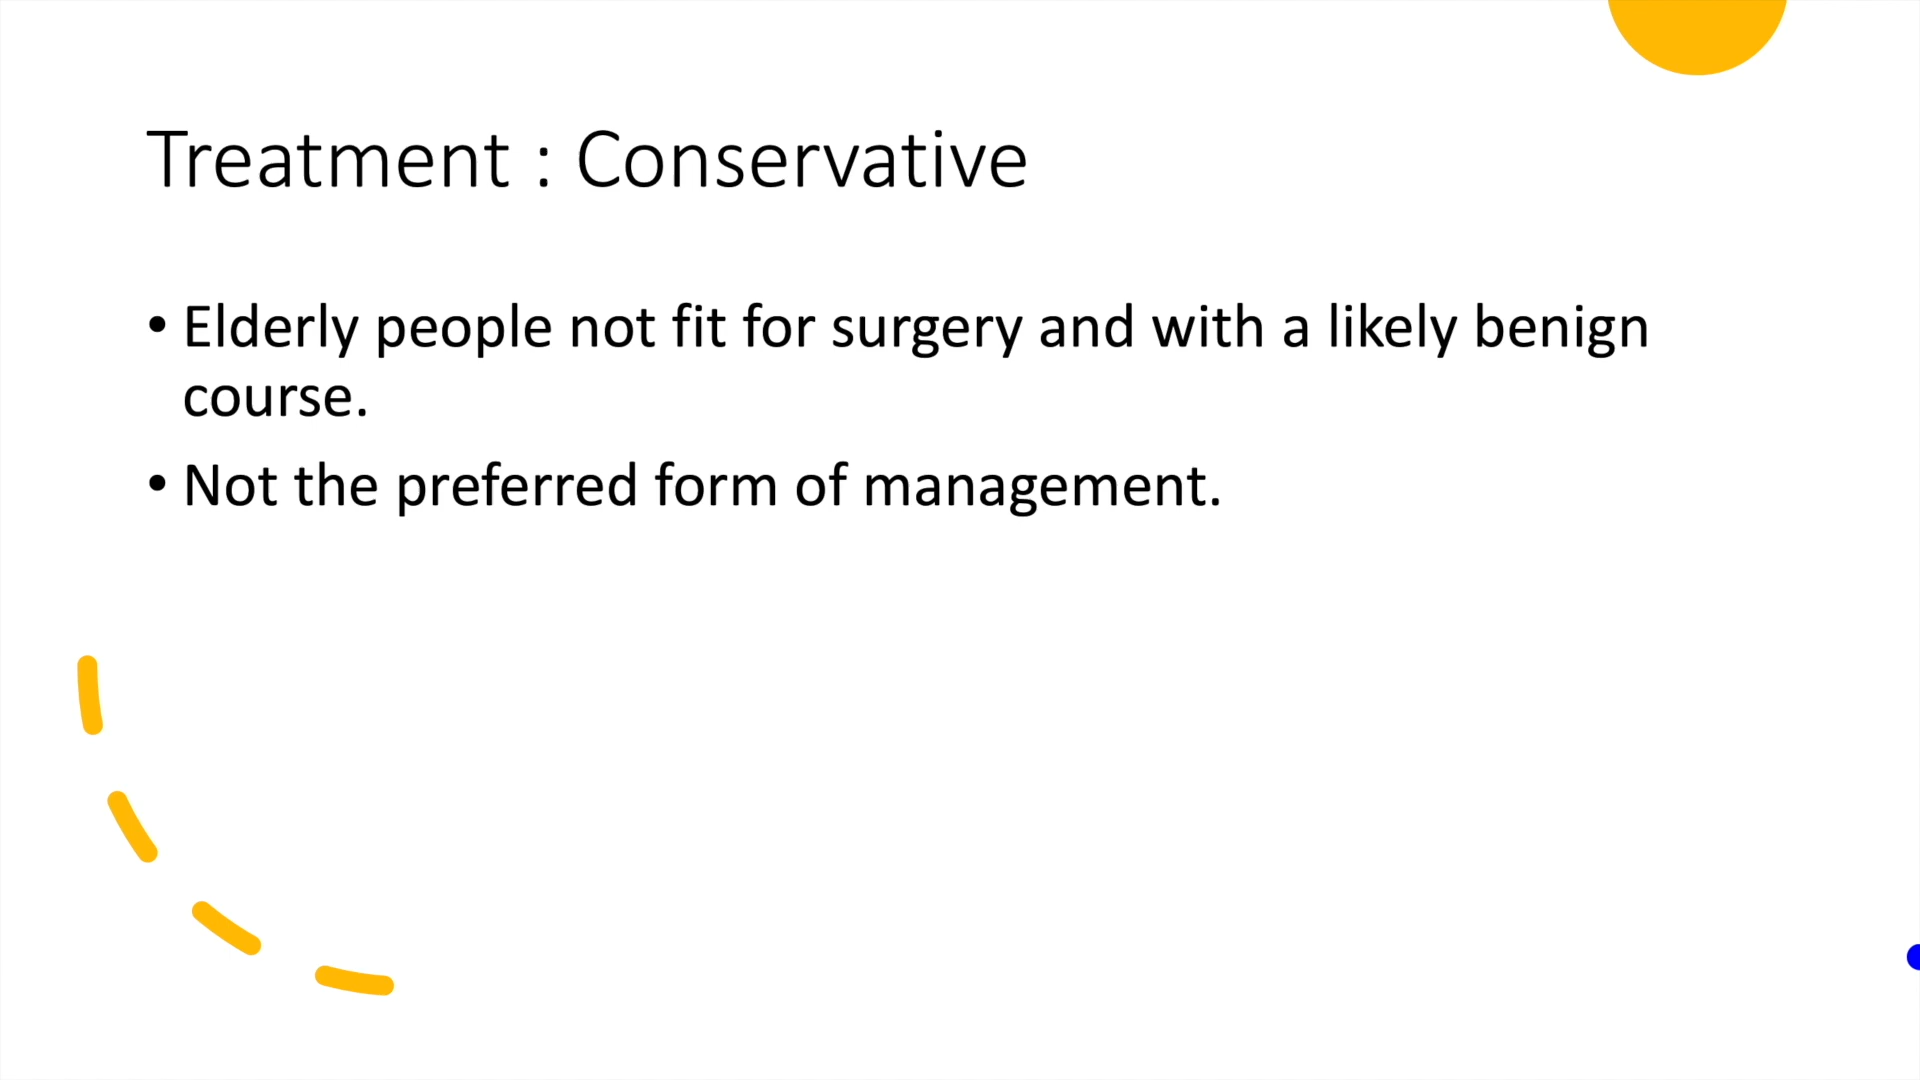 Treatment : Conservative
• Elderly people not fit for surgery and with a likely benign
course.
• Not the preferred form of management.